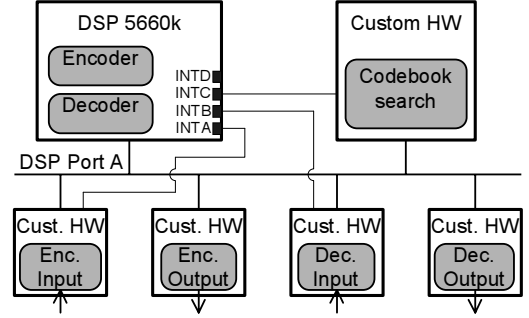 DSP 5660k
Encoder
Decoder
INTD
INTC
INTB
INTA
Custom HW
Codebook
search
DSP Port A
Cust. HW
Enc.
Input
Cust. HW
Enc.
Output
Cust. HW
Dec.
Input
Cust. HW
Dec.
Output